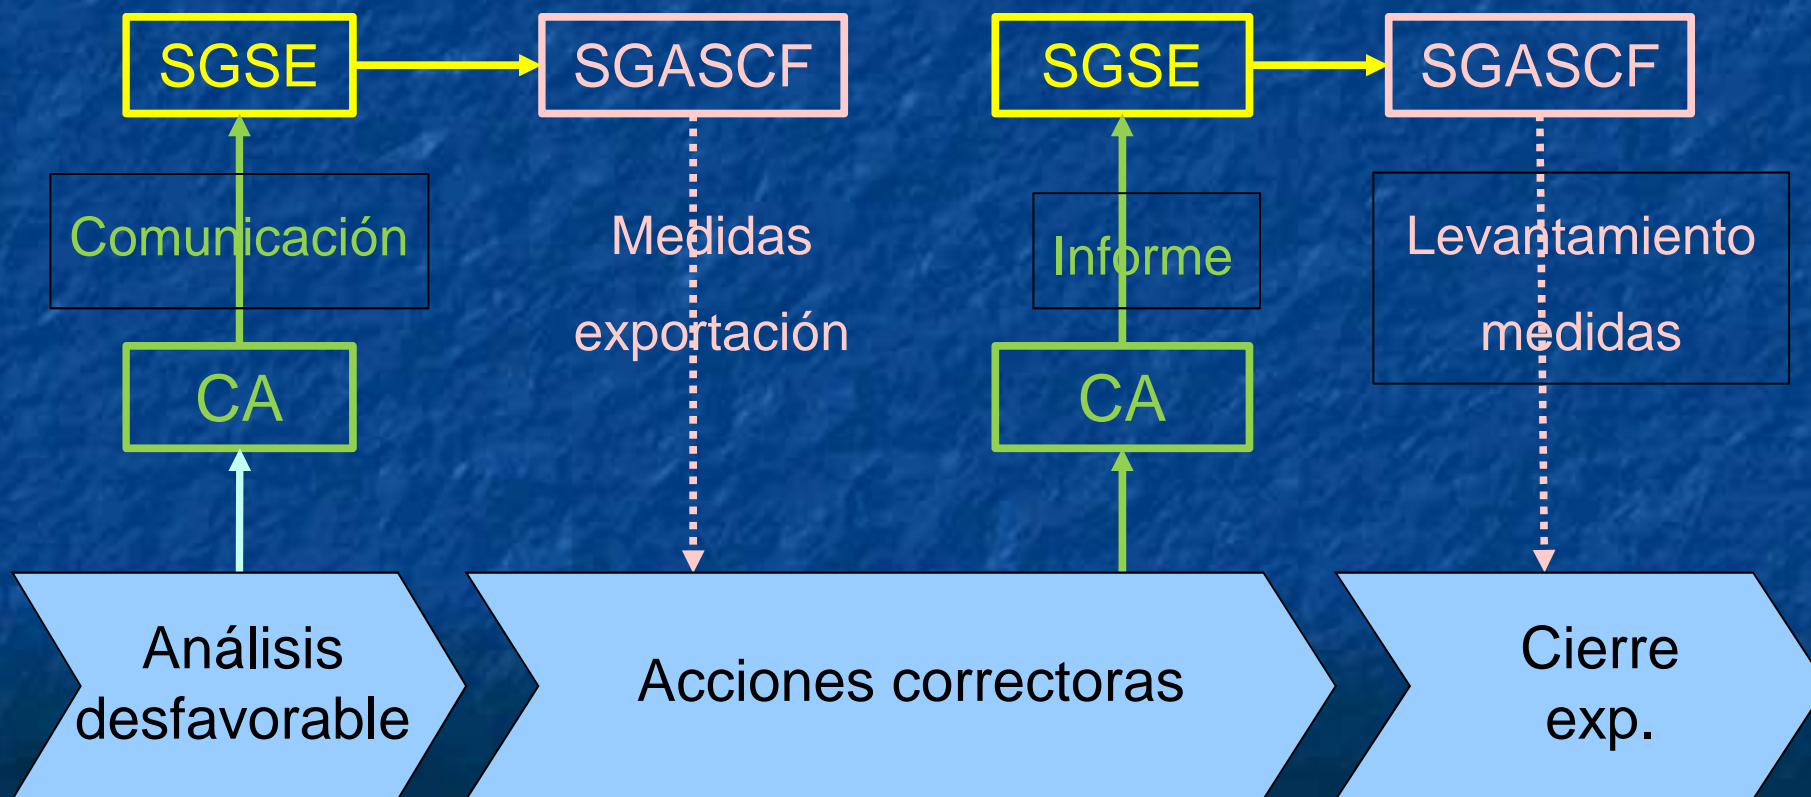 SGSE
SGASCF
SGSE
SGASCF
Comunicación
Medidas
exportación
Informe
Levantamiento
medidas
CA
CA
Análisis
desfavorable
Acciones correctoras
Cierre
exp.